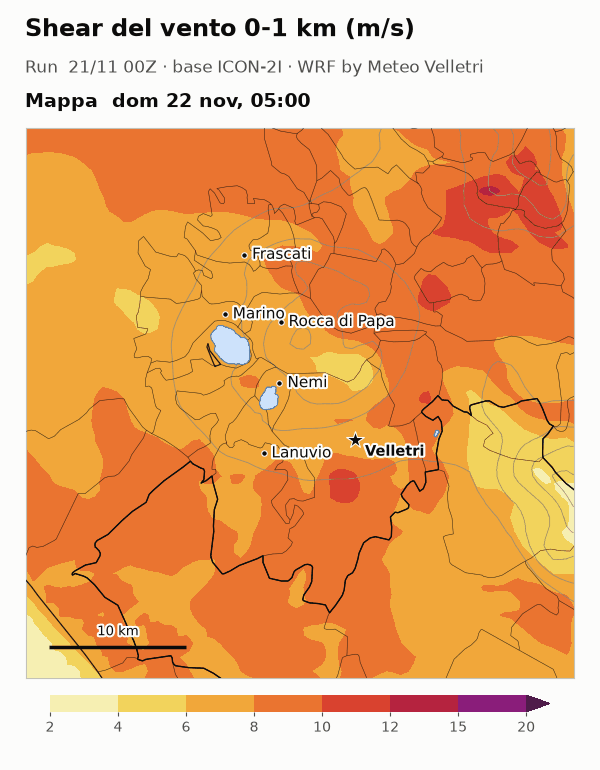 Shear del vento 0-1 km (m/s)
Run  21/11 00Z · base ICON-2I · WRF by Meteo Velletri
Mappa  dom 22 nov, 05:00
Frascati
Marino
Rocca di Papa
Nemi
Velletri
Lanuvio
10 km
2 4 6 8 10 12 15 20